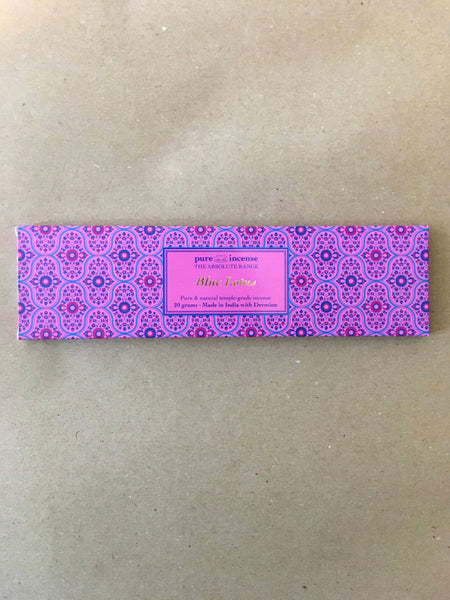 pure incense
THE ABSOLUTE RANGE
Blue Lotus
Pure & natural temple-grade incense
20 grams · Made in India with Devotion